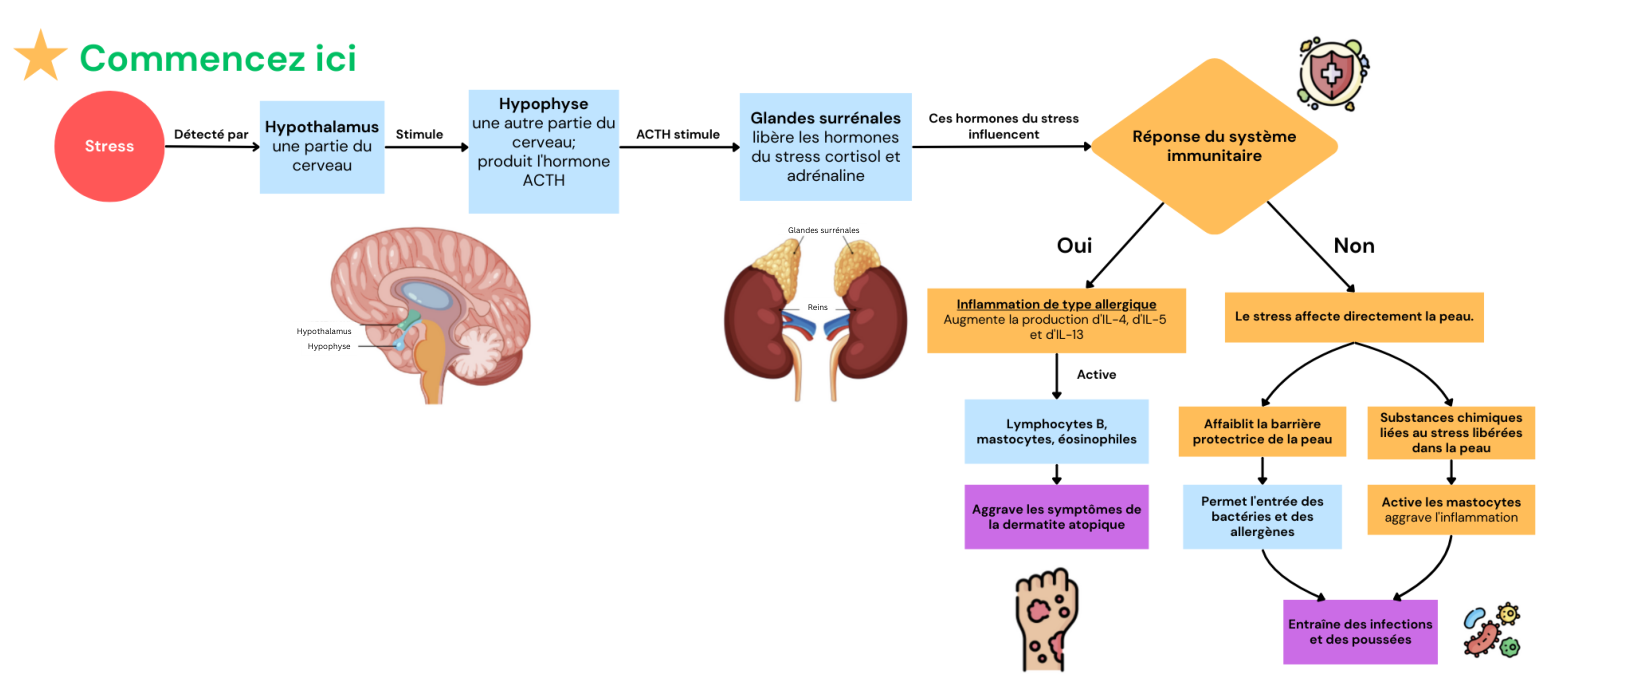 Commencez ici
Stress
Détecté par
Hypothalamus
une partie du
cerveau
Stimule
Hypophyse
une autre partie du
cerveau;
produit l'hormone
ACTH
ACTH stimule
Glandes surrénales
libère les hormones
du stress cortisol et
adrénaline
Ces hormones du stress
influencent
Réponse du système
immunitaire
Hypothalamus
Hypophyse
Glandes surrénales
Reins
Oui
Non
Inflammation de type allergique
Augmente la production d'IL-4, d'IL-5
et d'IL-13
Active
Lymphocytes B,
mastocytes, éosinophiles
Aggrave les symptômes de
la dermatite atopique
Le stress affecte directement la peau.
Affaiblit la barrière
protectrice de la peau
Permet l'entrée des
bactéries et des
allergènes
Substances chimiques
liées au stress libérées
dans la peau
Active les mastocytes
aggrave l'inflammation
Entraîne des infections
et des poussées